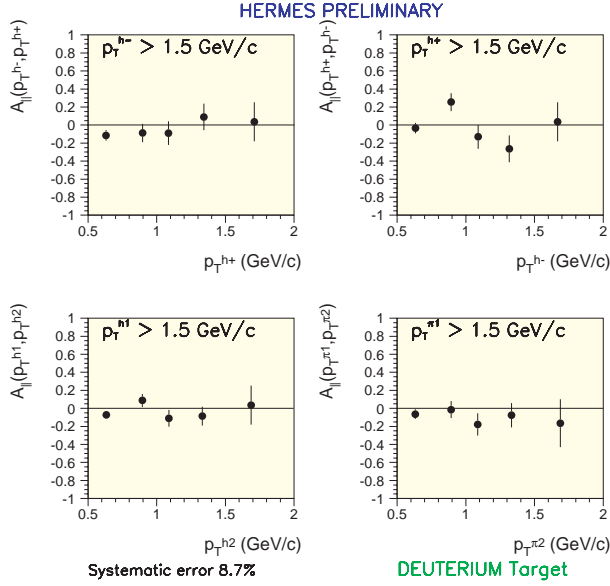 HERMES PRELIMINARY
A||(p_T^h-,p_T^h+)
1
0.8
0.6
0.4
0.2
0
-0.2
-0.4
-0.6
-0.8
-1
p_T^h- > 1.5 GeV/c
0.5 1 1.5 2
p_T^h+ (GeV/c)
A||(p_T^h+,p_T^h-)
1
0.8
0.6
0.4
0.2
0
-0.2
-0.4
-0.6
-0.8
-1
p_T^h+ > 1.5 GeV/c
0.5 1 1.5 2
p_T^h- (GeV/c)
A||(p_T^h1,p_T^h2)
1
0.8
0.6
0.4
0.2
0
-0.2
-0.4
-0.6
-0.8
-1
p_T^h1 > 1.5 GeV/c
0.5 1 1.5 2
p_T^h2 (GeV/c)
A||(p_T^π1,p_T^π2)
1
0.8
0.6
0.4
0.2
0
-0.2
-0.4
-0.6
-0.8
-1
p_T^π1 > 1.5 GeV/c
0.5 1 1.5 2
p_T^π2 (GeV/c)
Systematic error 8.7%
DEUTERIUM Target